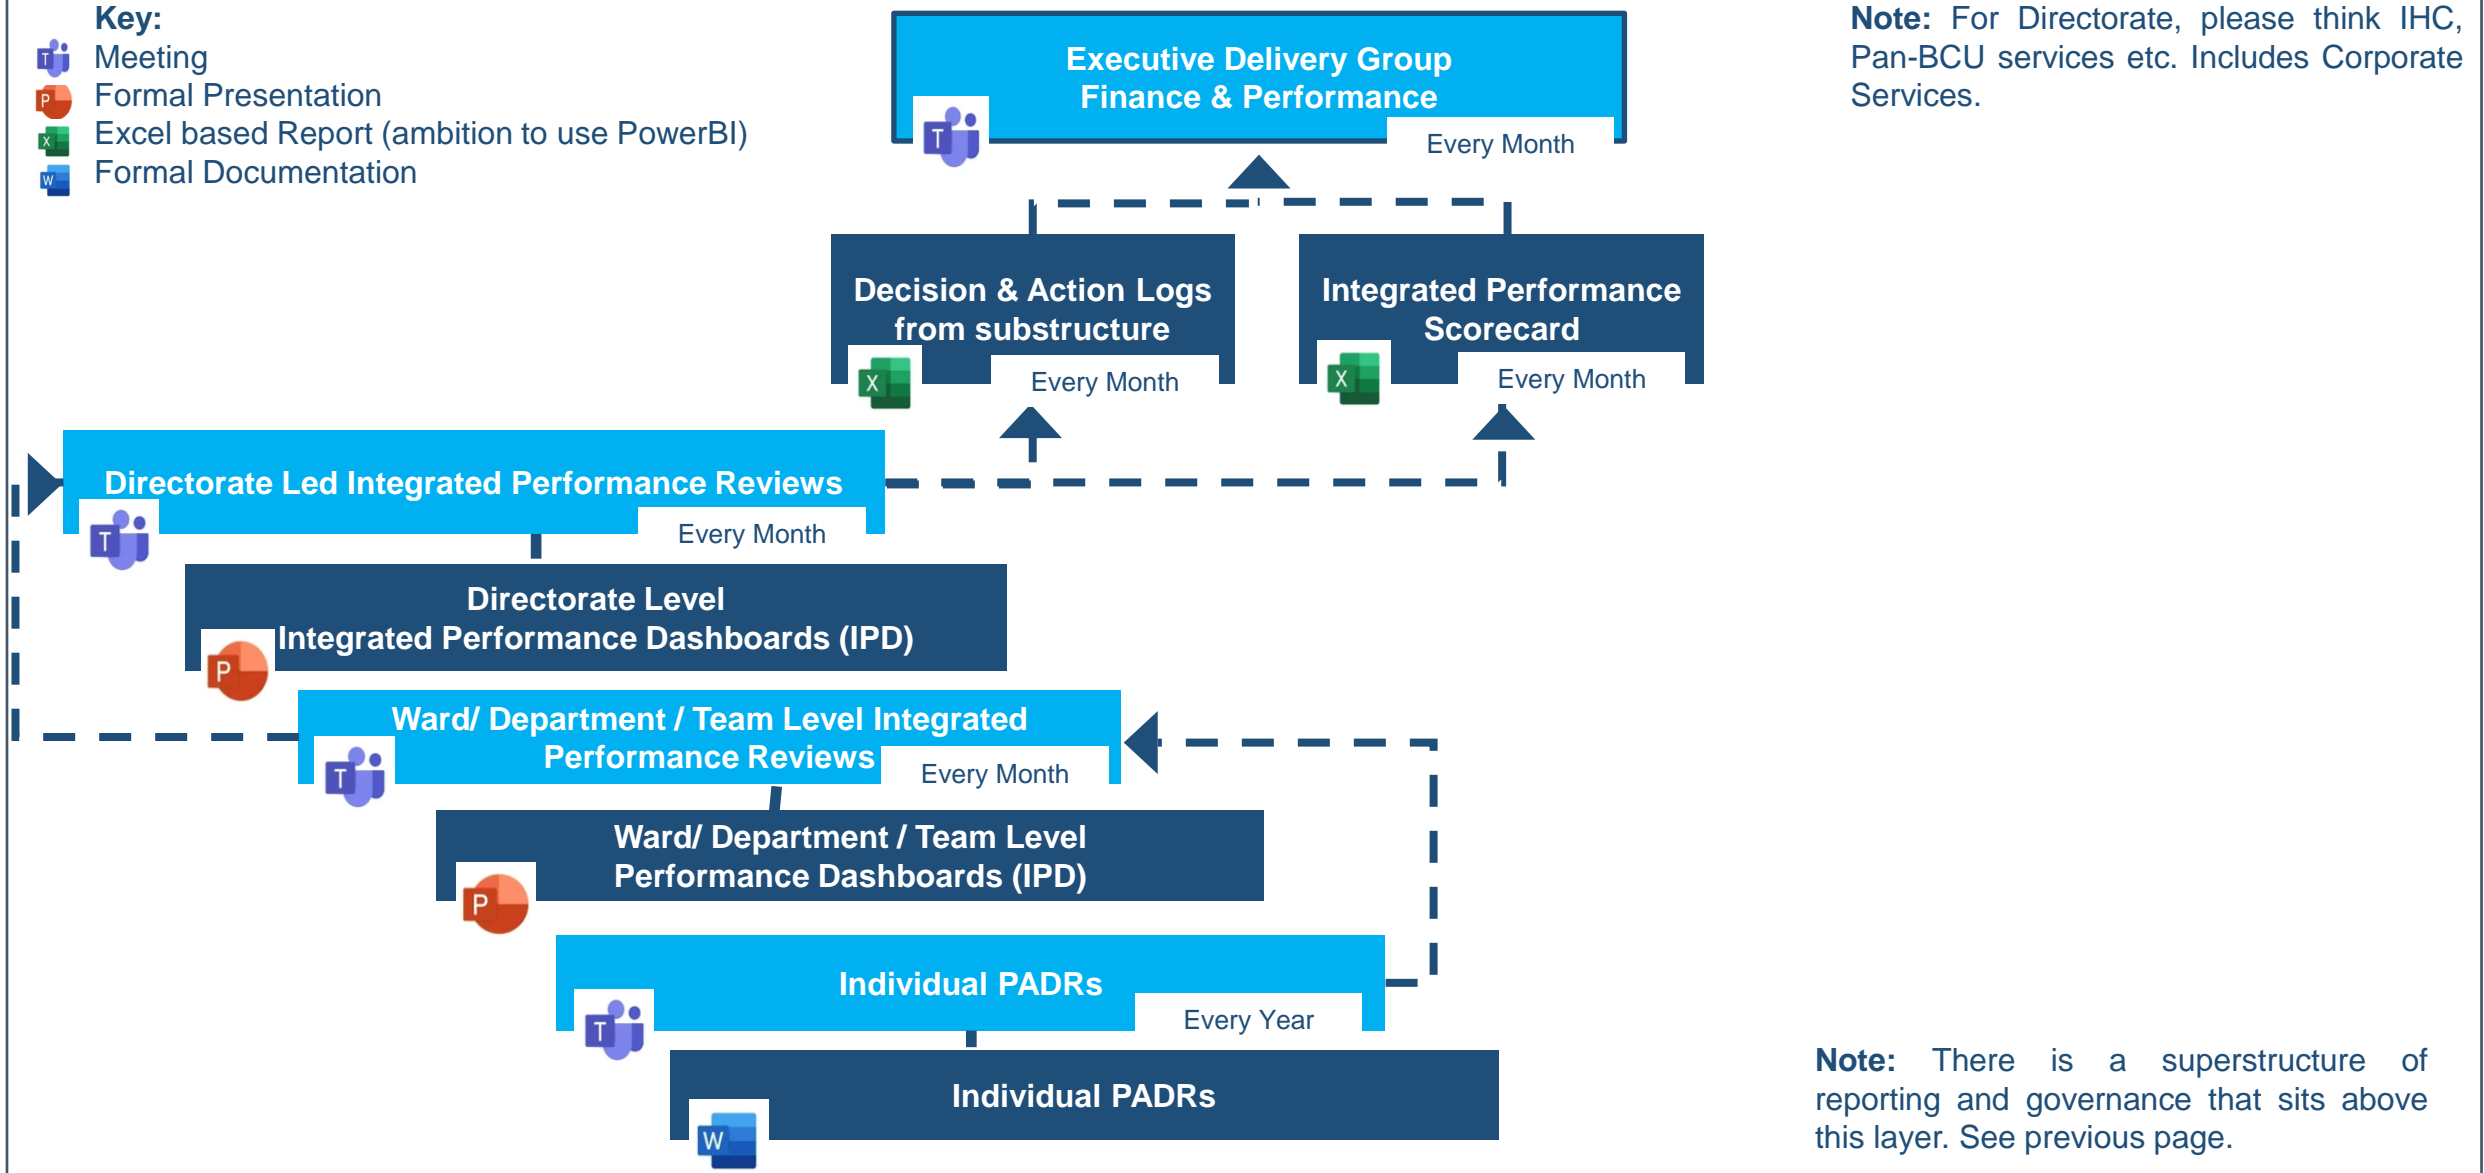 Key:
Meeting
Formal Presentation
Excel based Report (ambition to use PowerBI)
Formal Documentation
Executive Delivery Group
Finance & Performance
Every Month
Note: For Directorate, please think IHC,
Pan-BCU services etc. Includes Corporate
Services.
Decision & Action Logs
from substructure
Every Month
Integrated Performance
Scorecard
Every Month
Directorate Led Integrated Performance Reviews
Every Month
Directorate Level
Integrated Performance Dashboards (IPD)
Ward/ Department / Team Level Integrated
Performance Reviews
Every Month
Ward/ Department / Team Level
Performance Dashboards (IPD)
Individual PADRs
Every Year
Individual PADRs
Note: There is a superstructure of
reporting and governance that sits above
this layer. See previous page.